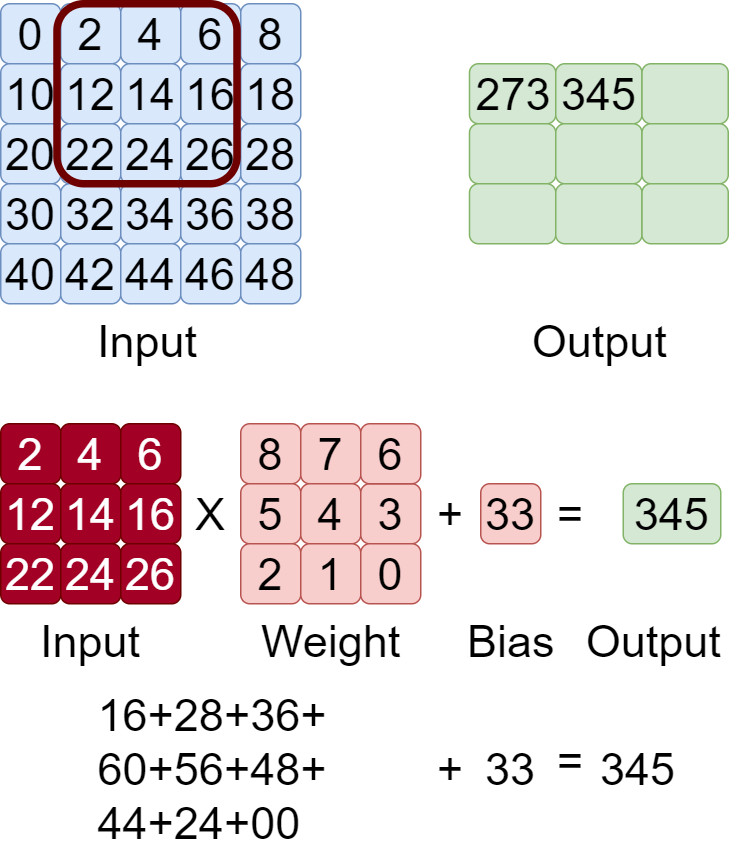 0 2 4 6 8
10 12 14 16 18 273 345
20 22 24 26 28
30 32 34 36 38
40 42 44 46 48
Input Output
2 4 6 8 7 6
12 14 16 X 5 4 3 + 33 = 345
22 24 26 2 1 0
Input Weight Bias Output
16+28+36+
60+56+48+ + 33 = 345
44+24+00